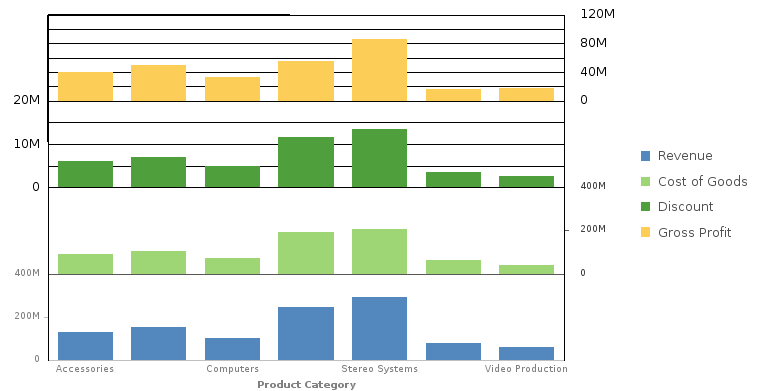 120M
80M
40M
20M 0
10M
0 400M
200M
400M 0
200M
0
Accessories Computers Stereo Systems Video Production
Product Category
Revenue
Cost of Goods
Discount
Gross Profit